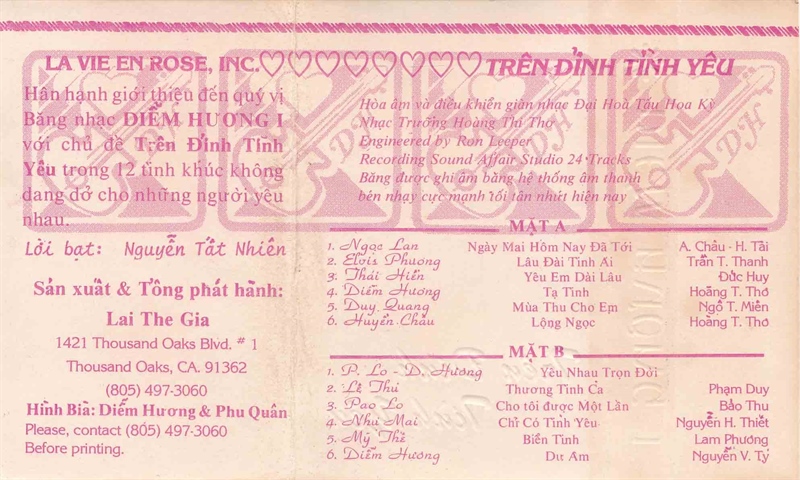 LA VIE EN ROSE, INC. ♡♡♡♡♡♡♡♡ TRÊN ĐỈNH TÌNH YÊU
Hân hạnh giới thiệu đến quý vị
Băng nhạc DIỄM HƯƠNG I
với chủ đề Trên Đỉnh Tình
Yêu trong 12 tình khúc không
dang dở cho những người yêu
nhau.
Lời bạt: Nguyễn Tất Nhiên
Sản xuất & Tổng phát hành:
Lai The Gia
1421 Thousand Oaks Blvd. # 1
Thousand Oaks, CA. 91362
(805) 497-3060
Hình Bià: Diễm Hương & Phu Quân
Please, contact (805) 497-3060
Before printing.
Hòa âm và điều khiển giàn nhạc Đại Hoà Tấu Hoa Kỳ
Nhạc Trưởng Hoàng Thi Thơ
Engineered by Ron Leeper
Recording Sound Affair Studio 24 Tracks
Băng được ghi âm bằng hệ thống âm thanh
bén nhạy cực mạnh tối tân nhứt hiện nay
MẶT A
1. Ngọc Lan Ngày Mai Hôm Nay Đã Tới A. Châu - H. Tài
2. Elvis Phương Lâu Đài Tình Ái Trần T. Thanh
3. Thái Hiền Yêu Em Dài Lâu Đức Huy
4. Diễm Hương Tạ Tình Hoàng T. Thơ
5. Duy Quang Mùa Thu Cho Em Ngô T. Miên
6. Huyền Châu Lộng Ngọc Hoàng T. Thơ
MẶT B
1. P. Lo - D. Hương Yêu Nhau Trọn Đời
2. Lệ Thu Thương Tình Ca Phạm Duy
3. Pao Lo Cho tôi được Một Lần Bảo Thu
4. Như Mai Chỉ Có Tình Yêu Nguyễn H. Thiết
5. Mỹ Thể Biển Tình Lam Phương
6. Diễm Hương Dư Âm Nguyễn V. Tý